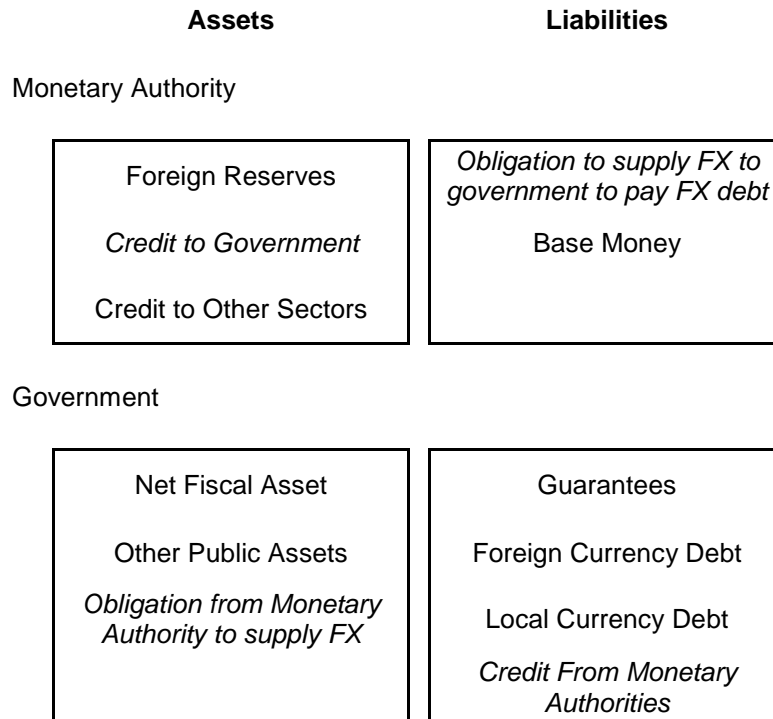 Assets
Liabilities
Monetary Authority
Foreign Reserves
Credit to Government
Credit to Other Sectors
Obligation to supply FX to
government to pay FX debt
Base Money
Government
Net Fiscal Asset
Other Public Assets
Obligation from Monetary
Authority to supply FX
Guarantees
Foreign Currency Debt
Local Currency Debt
Credit From Monetary
Authorities